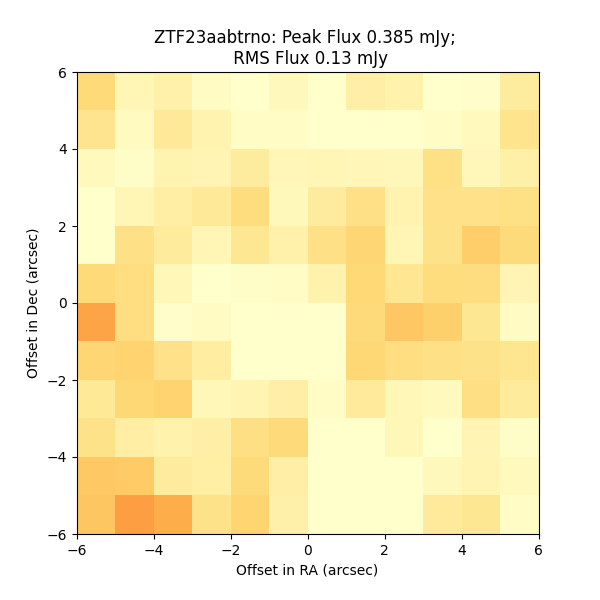 ZTF23aabtrno: Peak Flux 0.385 mJy;
RMS Flux 0.13 mJy
6
4
2
0
−2
−4
−6
Offset in Dec (arcsec)
−6 −4 −2 0 2 4 6
Offset in RA (arcsec)